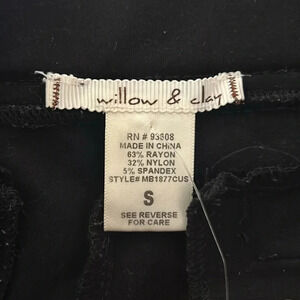 willow & clay
RN # 93508
MADE IN CHINA
63% RAYON
32% NYLON
5% SPANDEX
STYLE# MB1877CUS
S
SEE REVERSE
FOR CARE